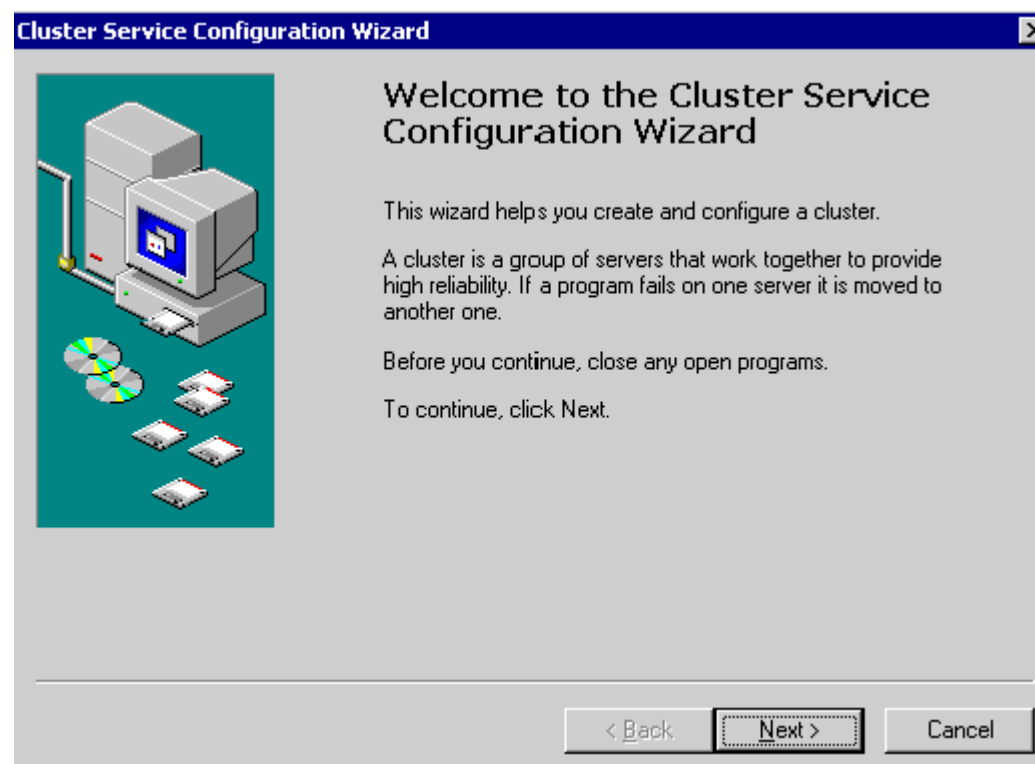 Cluster Service Configuration Wizard
Welcome to the Cluster Service
Configuration Wizard
This wizard helps you create and configure a cluster.
A cluster is a group of servers that work together to provide
high reliability. If a program fails on one server it is moved to
another one.
Before you continue, close any open programs.
To continue, click Next.
< Back
Next >
Cancel